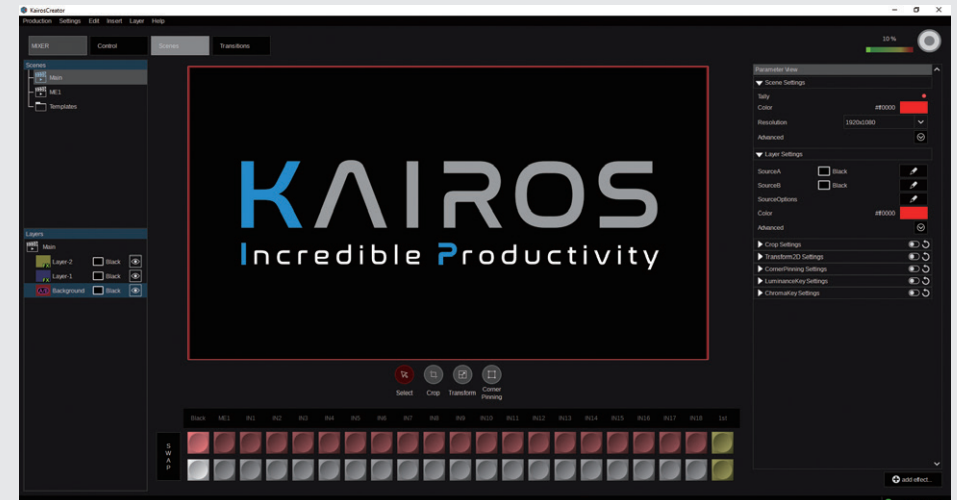 KairosCreator
Production Settings Edit Insert Layer Help
MIXER Control Scenes Transitions
10 %
Scenes
Main
ME1
Templates
Layers
Main
Layer-2 Black
Layer-1 Black
Background Black
KAIROS
Incredible Productivity
Select Crop Transform Corner Pinning
Black ME1 IN1 IN2 IN3 IN4 IN5 IN6 IN7 IN8 IN9 IN10 IN11 IN12 IN13 IN14 IN15 IN16 IN17 IN18 1st
SWAP
Parameter View
Scene Settings
Tally
Color #ff0000
Resolution 1920x1080
Advanced
Layer Settings
SourceA Black
SourceB Black
SourceOptions
Color #ff0000
Advanced
Crop Settings
Transform2D Settings
CornerPinning Settings
LuminanceKey Settings
ChromaKey Settings
add effect...